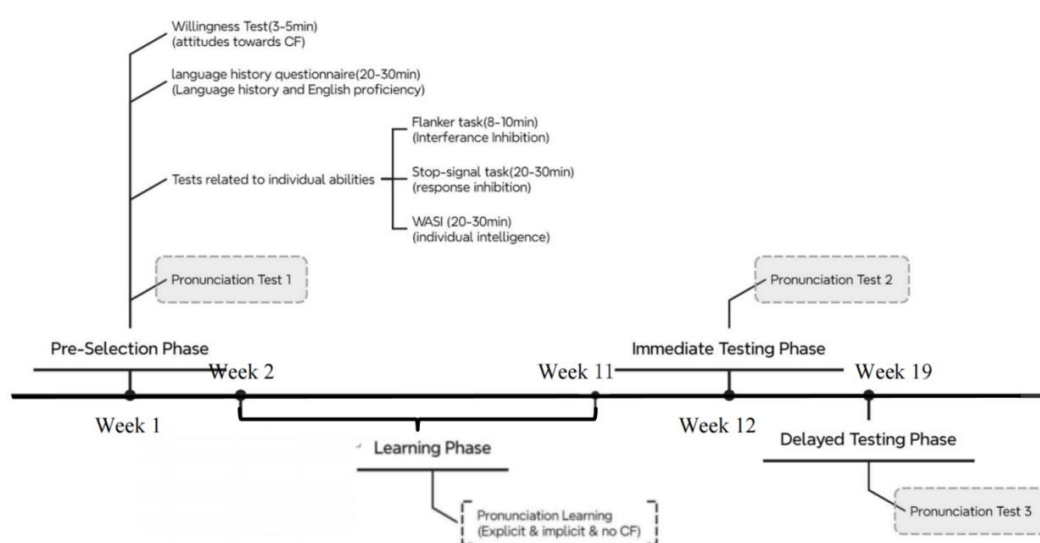 Willingness Test(3-5min)
(attitudes towards CF)
language history questionnaire(20-30min)
(Language history and English proficiency)
Flanker task(8-10min)
(Interferance Inhibition)
Tests related to individual abilities
Stop-signal task(20-30min)
(response inhibition)
WASI (20-30min)
(individual intelligence)
Pronunciation Test 1
Pronunciation Test 2
Pre-Selection Phase
Immediate Testing Phase
Week 2
Week 11
Week 19
Week 1
Week 12
Learning Phase
Delayed Testing Phase
Pronunciation Learning
(Explicit & implicit & no CF)
Pronunciation Test 3